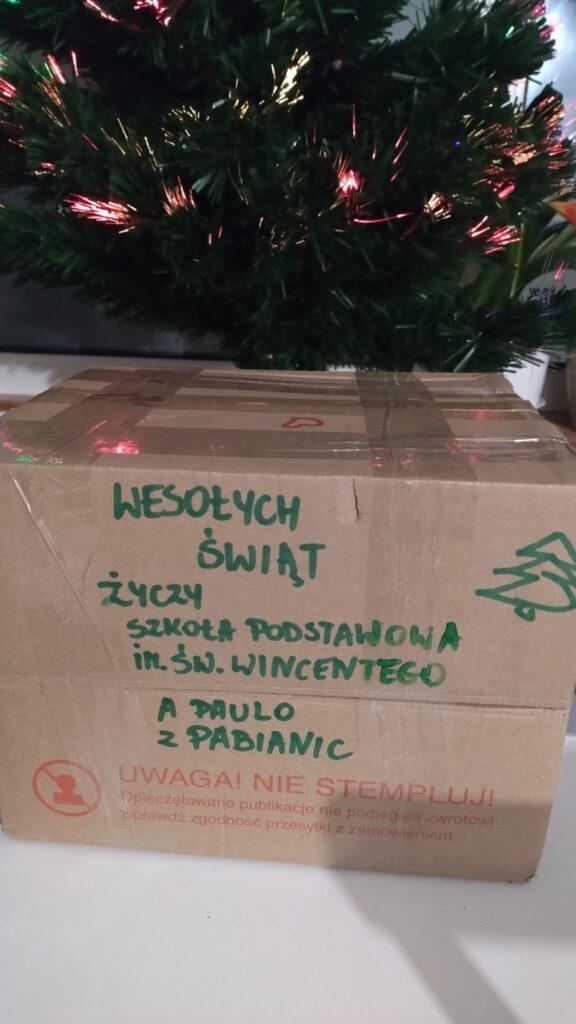 WESOŁYCH
ŚWIĄT
ŻYCZY
SZKOŁA PODSTAWOWA
im. ŚW. WINCENTEGO
A PAULO
Z PABIANIC
UWAGA! NIE STEMPLUJ!
Opieczętowane publikacje nie podlegają zwrotowi
Sprawdź zgodność przesyłki z zamówieniem.